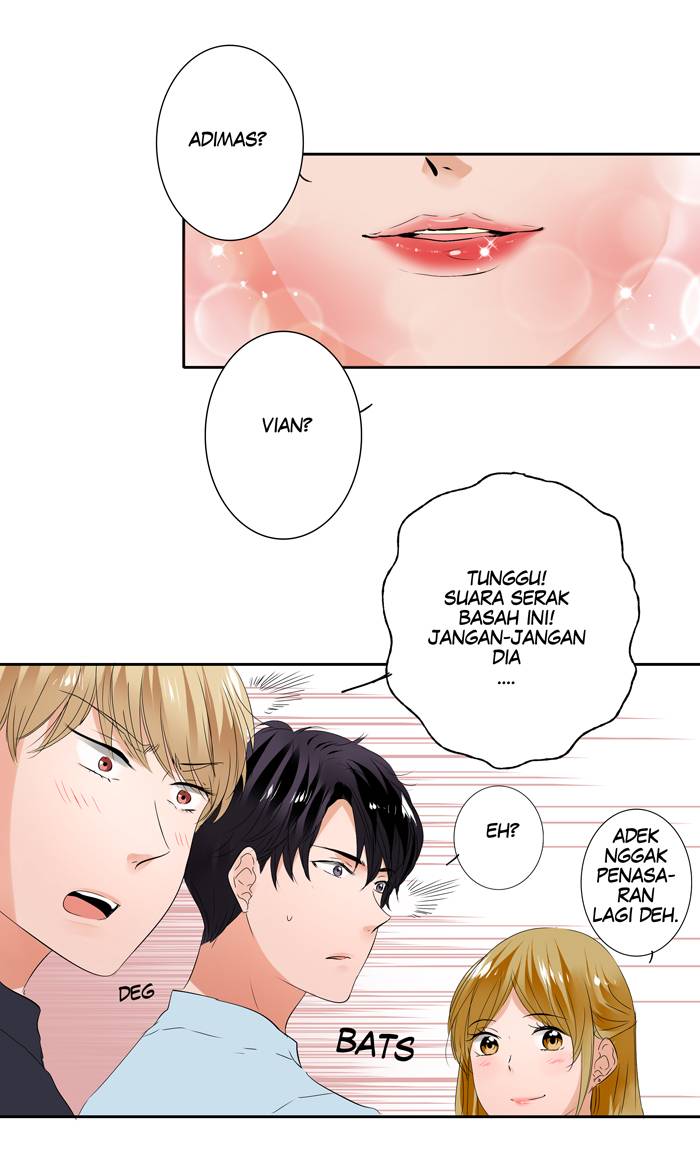 ADIMAS?
VIAN?
TUNGGU!
SUARA SERAK
BASAH INI!
JANGAN-JANGAN
DIA
....
EH?
ADEK
NGGAK
PENASA-
RAN
LAGI DEH.
DEG
BATS